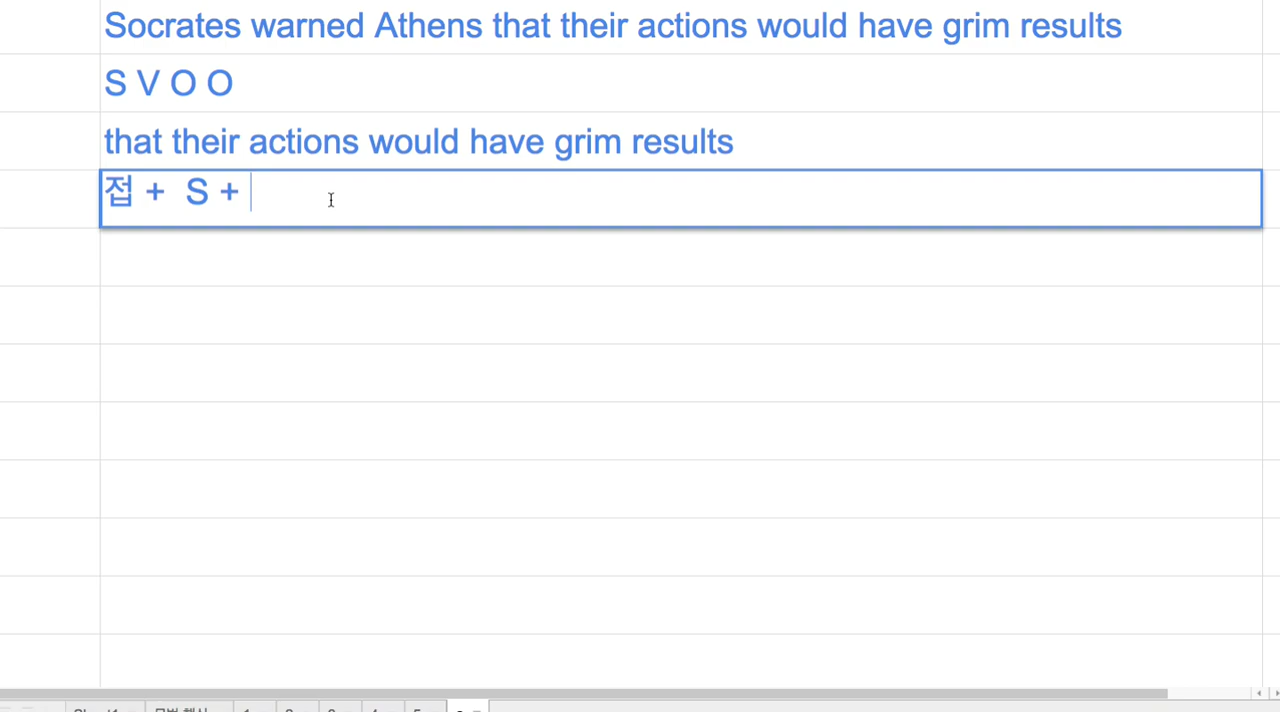 Socrates warned Athens that their actions would have grim results
S V O O
that their actions would have grim results
접 + S +